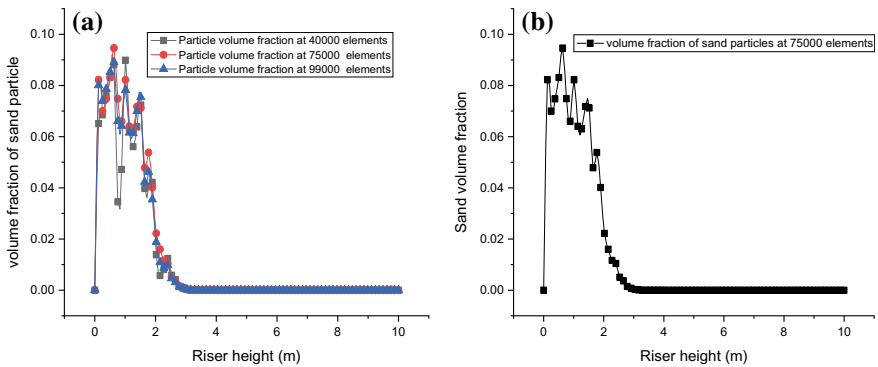 (a)
Particle volume fraction at 40000 elements
Particle volume fraction at 75000 elements
Particle volume fraction at 99000 elements
volume fraction of sand particle
0.10
0.08
0.06
0.04
0.02
0.00
0 2 4 6 8 10
Riser height (m)
(b)
volume fraction of sand particles at 75000 elements
Sand volume fraction
0.10
0.08
0.06
0.04
0.02
0.00
0 2 4 6 8 10
Riser height (m)